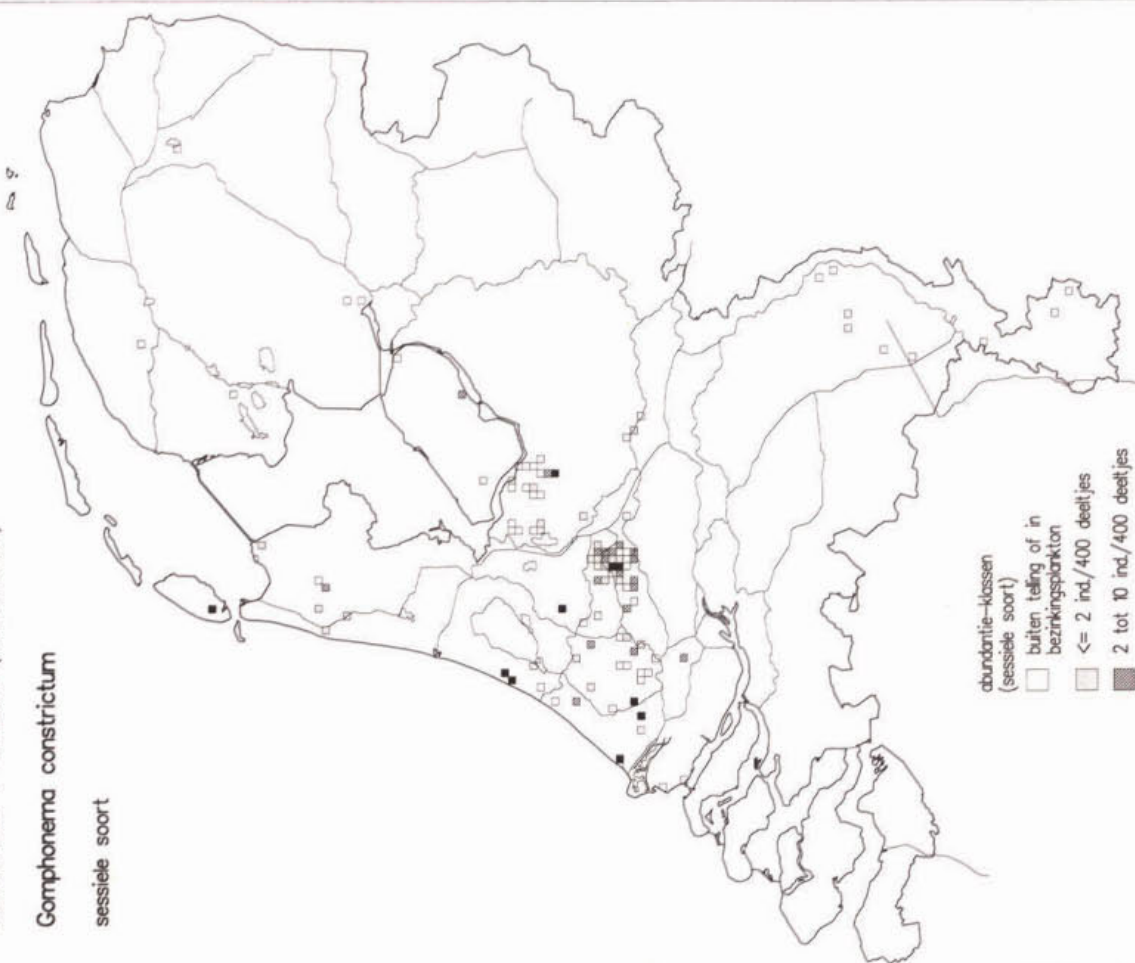 Gomphonema constrictum
sessiele soort
abundantie-klassen
(sessiele soort)
buiten telling of in
bezinkingsplankton
<= 2 ind./400 deeltjes
2 tot 10 ind./400 deeltjes